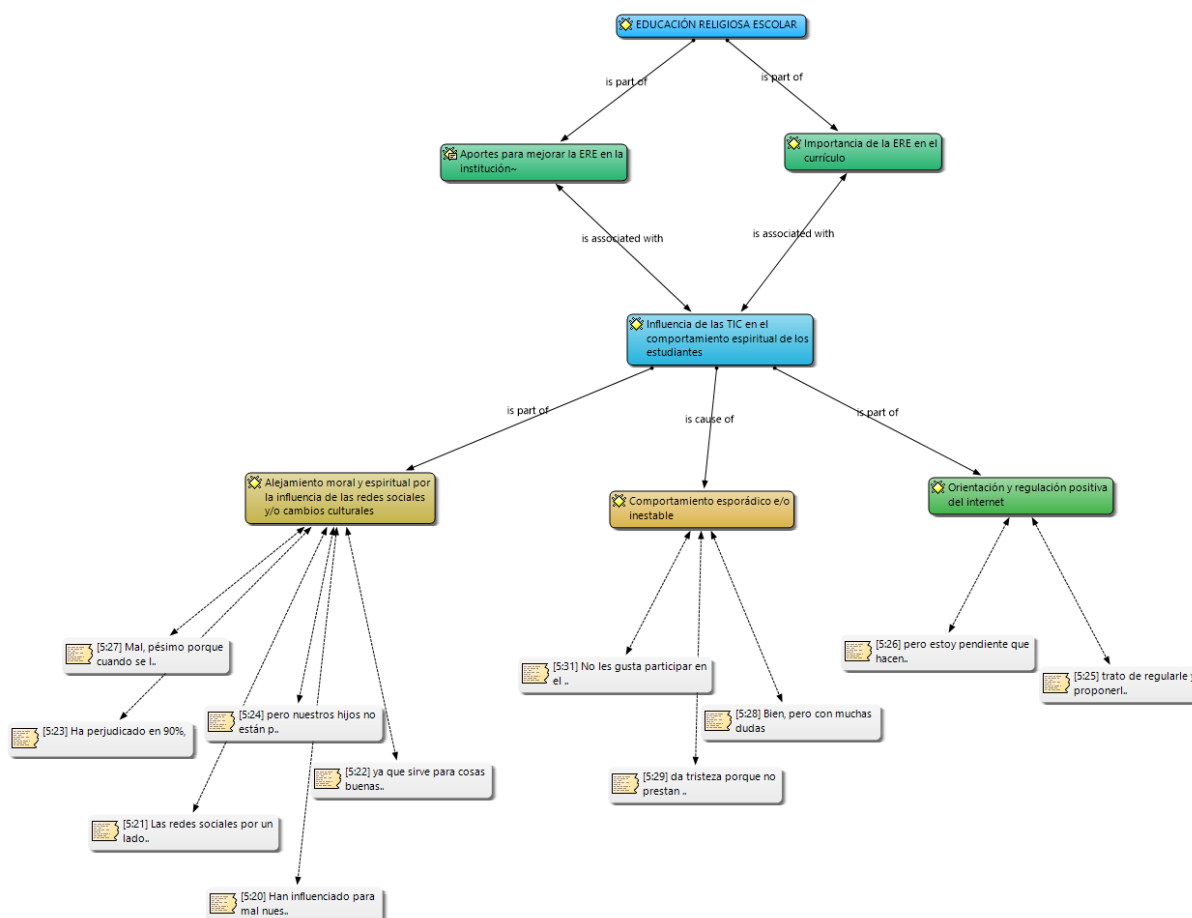 EDUCACIÓN RELIGIOSA ESCOLAR
is part of
is part of
Aportes para mejorar la ERE en la
institución~
Importancia de la ERE en el
currículo
is associated with
is associated with
Influencia de las TIC en el
comportamiento espiritual de los
estudiantes
is part of
is cause of
is part of
Alejamiento moral y espiritual por
la influencia de las redes sociales
y/o cambios culturales
Comportamiento esporádico e/o
inestable
Orientación y regulación positiva
del internet
[5:27] Mal, pésimo porque
cuando se l..
[5:23] Ha perjudicado en 90%,
[5:24] pero nuestros hijos no
están p..
[5:22] ya que sirve para cosas
buenas..
[5:21] Las redes sociales por un
lado..
[5:20] Han influenciado para
mal nues..
[5:31] No les gusta participar en
el ..
[5:28] Bien, pero con muchas
dudas
[5:29] da tristeza porque no
prestan ..
[5:26] pero estoy pendiente que
hacen..
[5:25] trato de regularle y
proponerl..